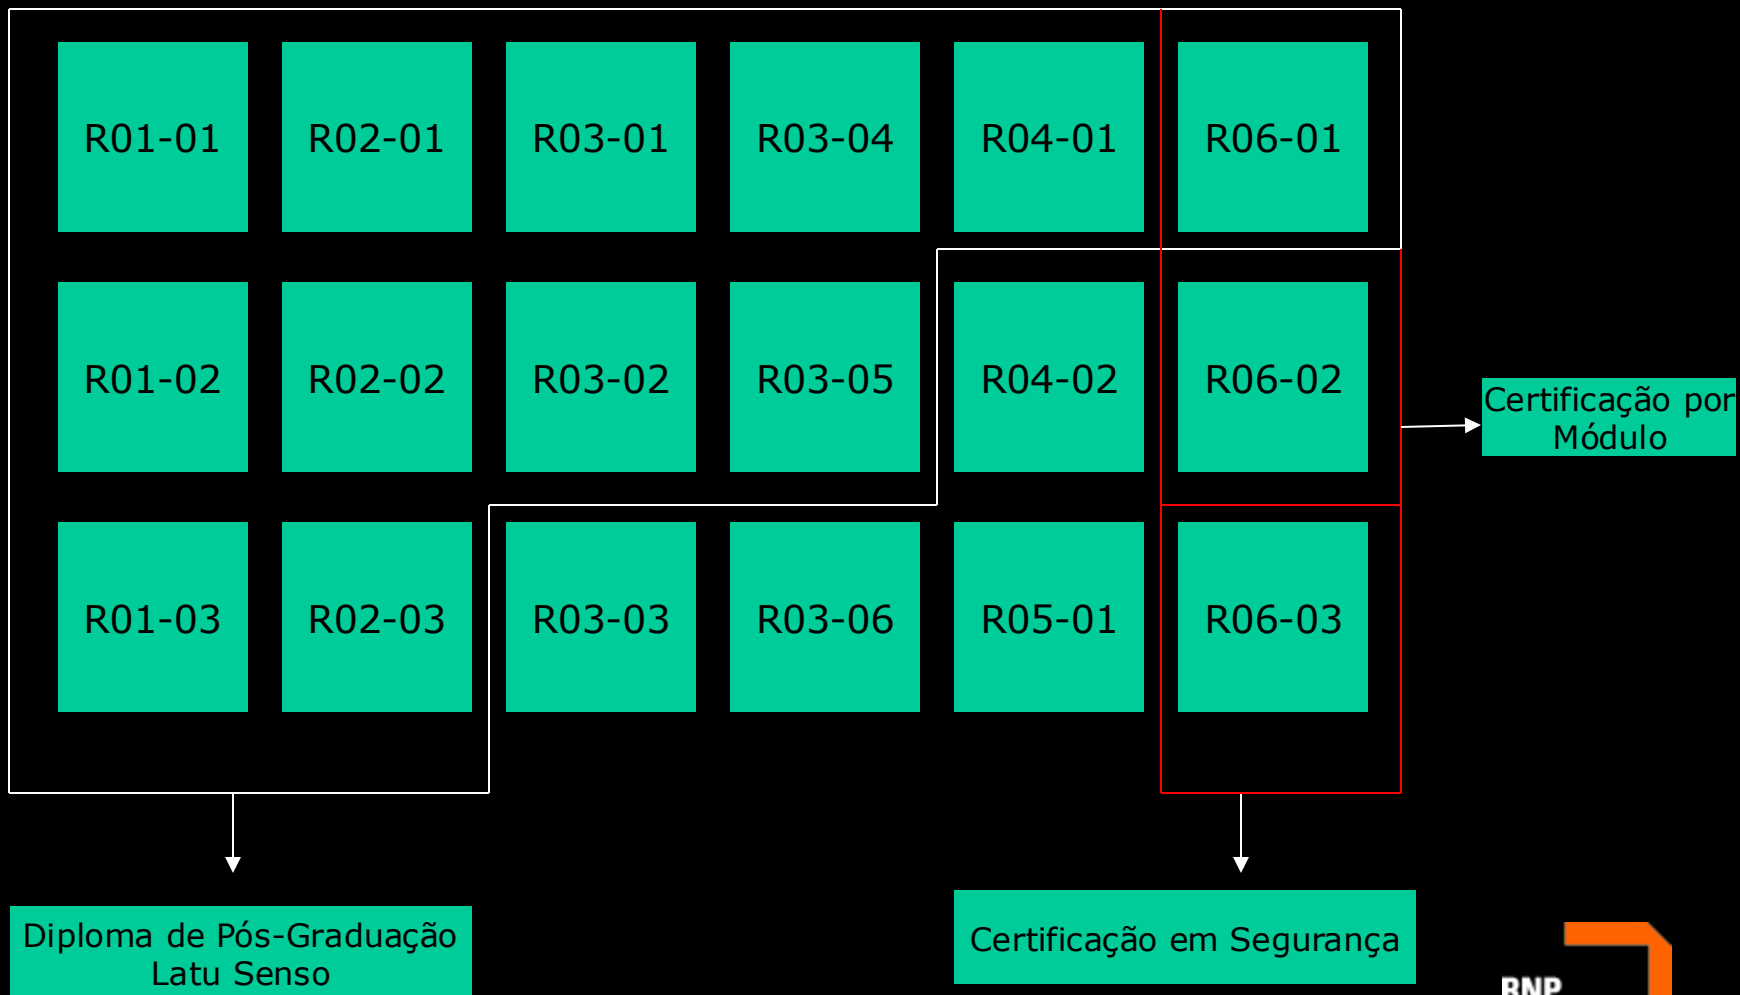 R01-01
R02-01
R03-01
R03-04
R04-01
R06-01
R01-02
R02-02
R03-02
R03-05
R04-02
R06-02
Certificação por
Módulo
R01-03
R02-03
R03-03
R03-06
R05-01
R06-03
Diploma de Pós-Graduação
Latu Senso
Certificação em Segurança
RNP